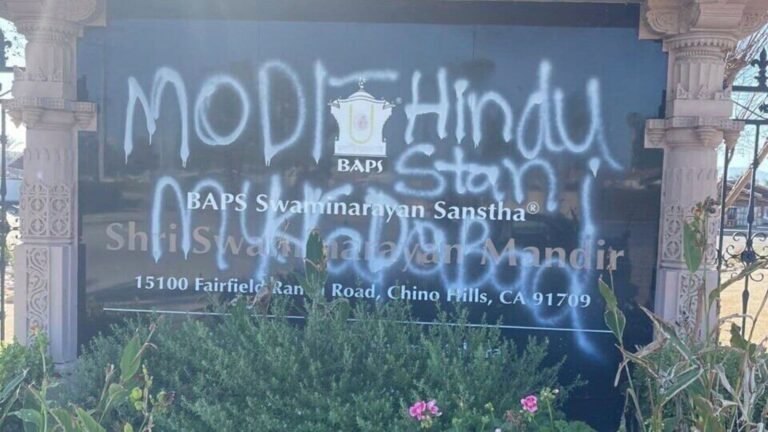 MODI Hindu
BAPS
Stan!
BAPS Swaminarayan Sanstha®
MURDABad
Shri Swaminarayan Mandir
15100 Fairfield Ranch Road, Chino Hills, CA 91709